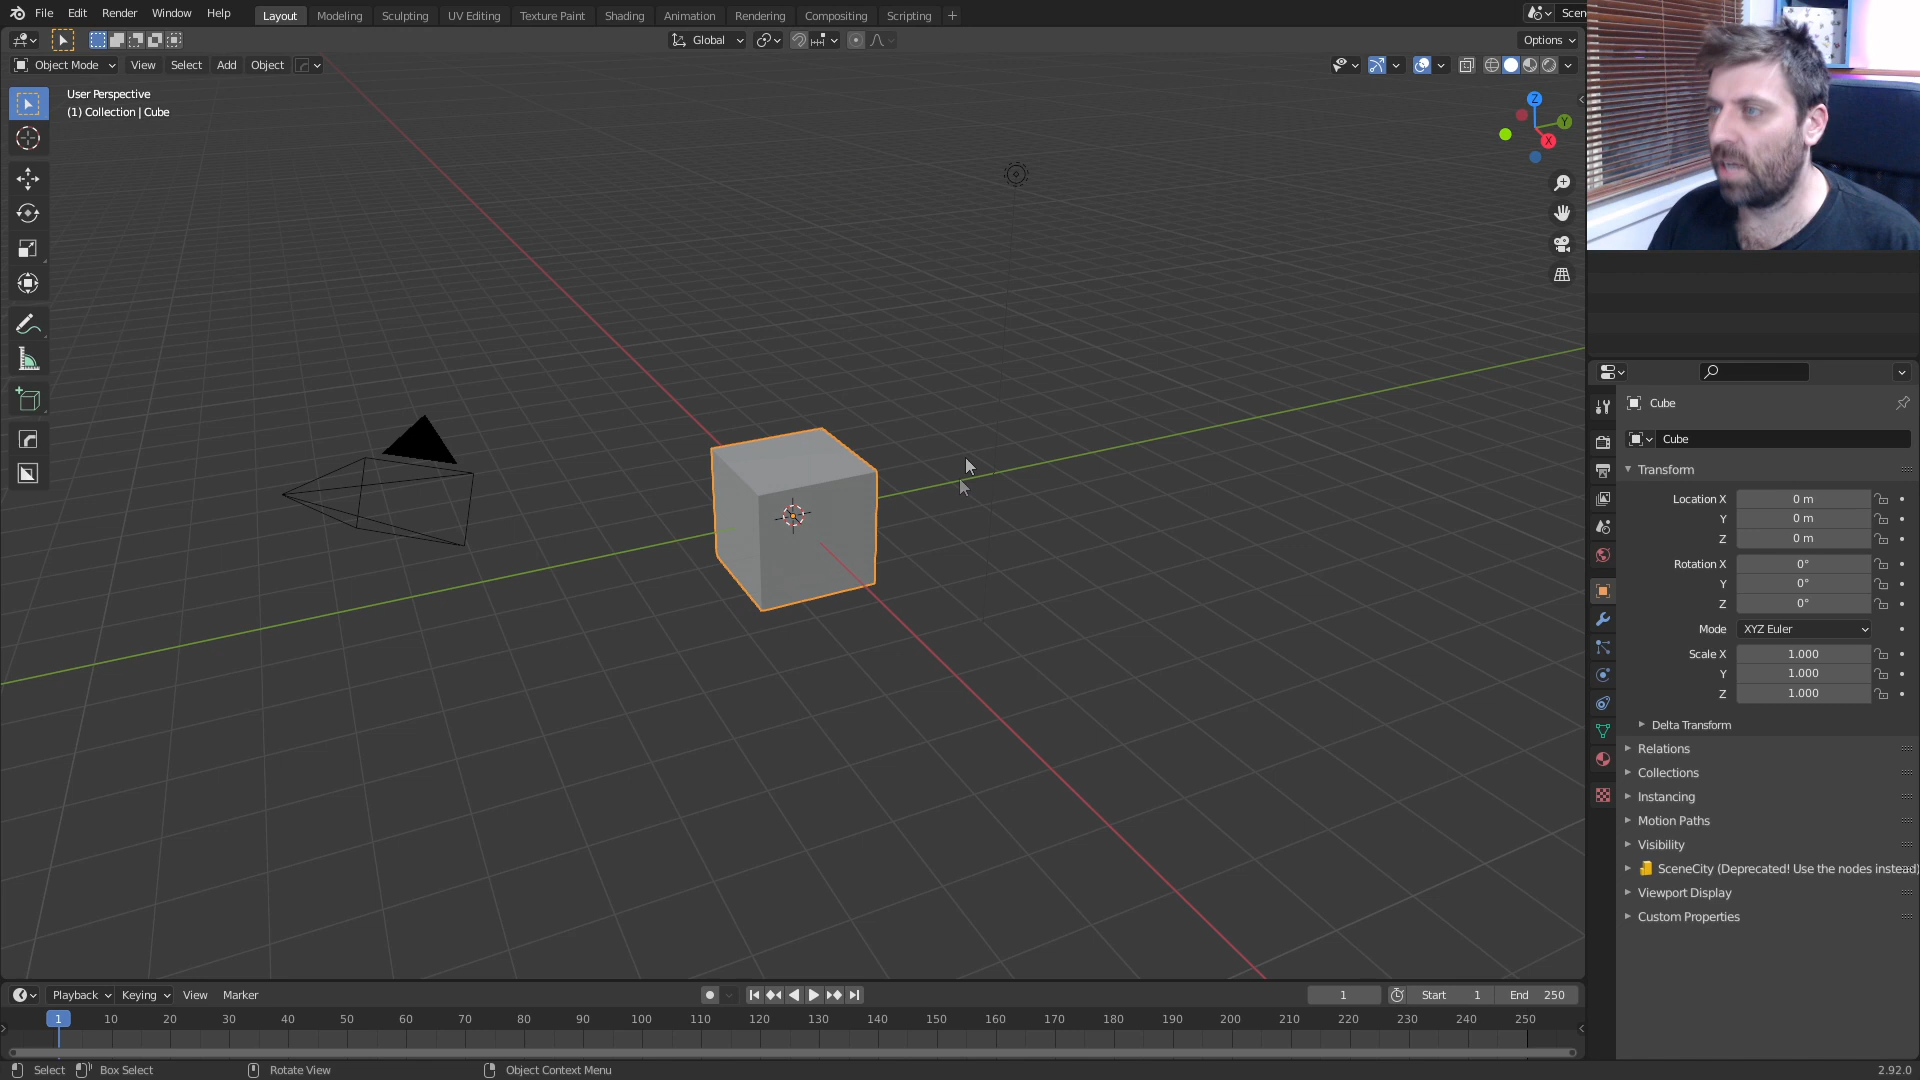 File Edit Render Window Help Layout Modeling Sculpting UV Editing Texture Paint Shading Animation Rendering Compositing Scripting + Scen
Global Options
Object Mode View Select Add Object
User Perspective
(1) Collection | Cube
Z
Y
X
Cube
Cube
Transform
Location X 0 m
Y 0 m
Z 0 m
Rotation X 0°
Y 0°
Z 0°
Mode XYZ Euler
Scale X 1.000
Y 1.000
Z 1.000
Delta Transform
Relations
Collections
Instancing
Motion Paths
Visibility
SceneCity (Deprecated! Use the nodes instead)
Viewport Display
Custom Properties
Playback Keying View Marker 1 Start 1 End 250
1 10 20 30 40 50 60 70 80 90 100 110 120 130 140 150 160 170 180 190 200 210 220 230 240 250
Select Box Select Rotate View Object Context Menu 2.92.0